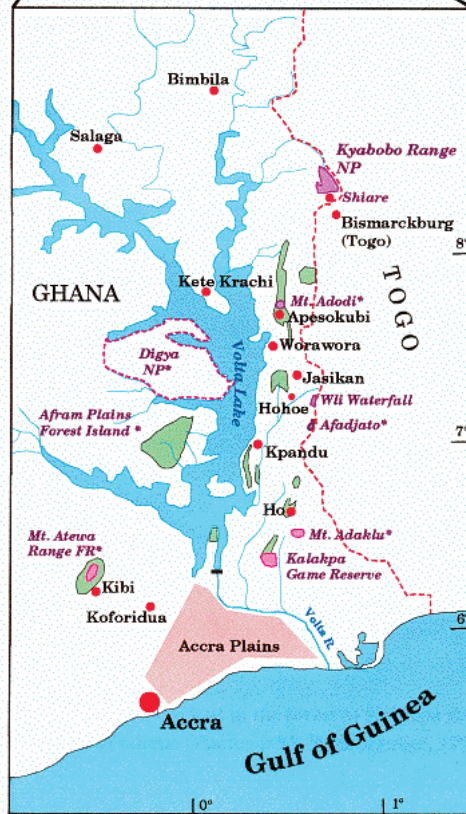 Bimbila
Salaga
Kyabobo Range
NP
Shiare
Bismarckburg
(Togo)
8°
TOGO
Kete Krachi
GHANA
Mt. Adodi*
Apesokubi
Worawora
Digya
NP*
Volta Lake
Jasikan
Hohoe
Wli Waterfall
Afram Plains
Forest Island *
Afadjato*
7°
Kpandu
Ho
Mt. Adaklu*
Mt. Atewa
Range FR*
Kalakpa
Game Reserve
Kibi
Koforidua
Volta R
6°
Accra Plains
Accra
Gulf of Guinea
0°
1°